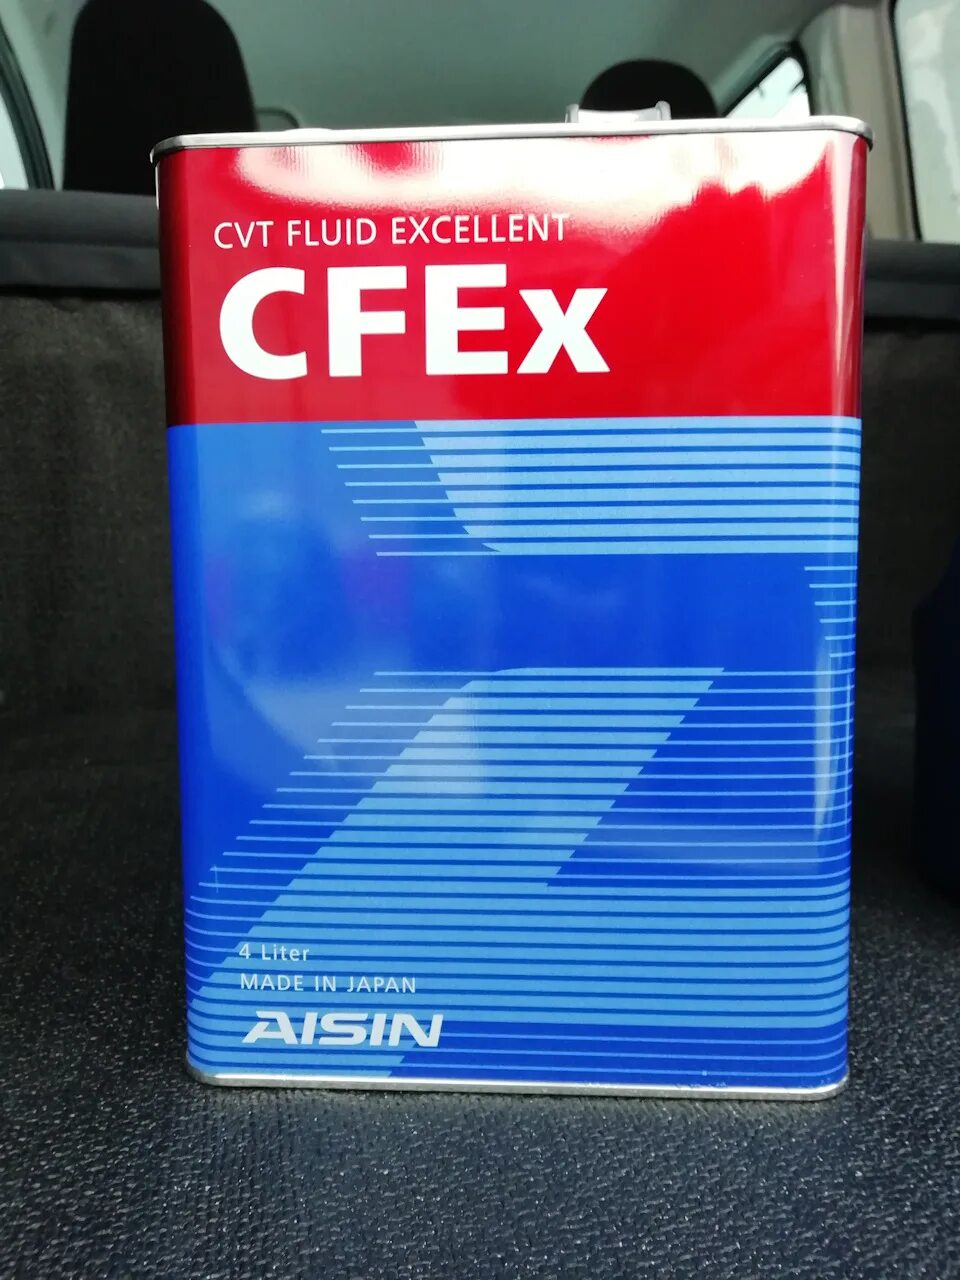 CVT FLUID EXCELLENT
CFEx
4 Liter
MADE IN JAPAN
AISIN